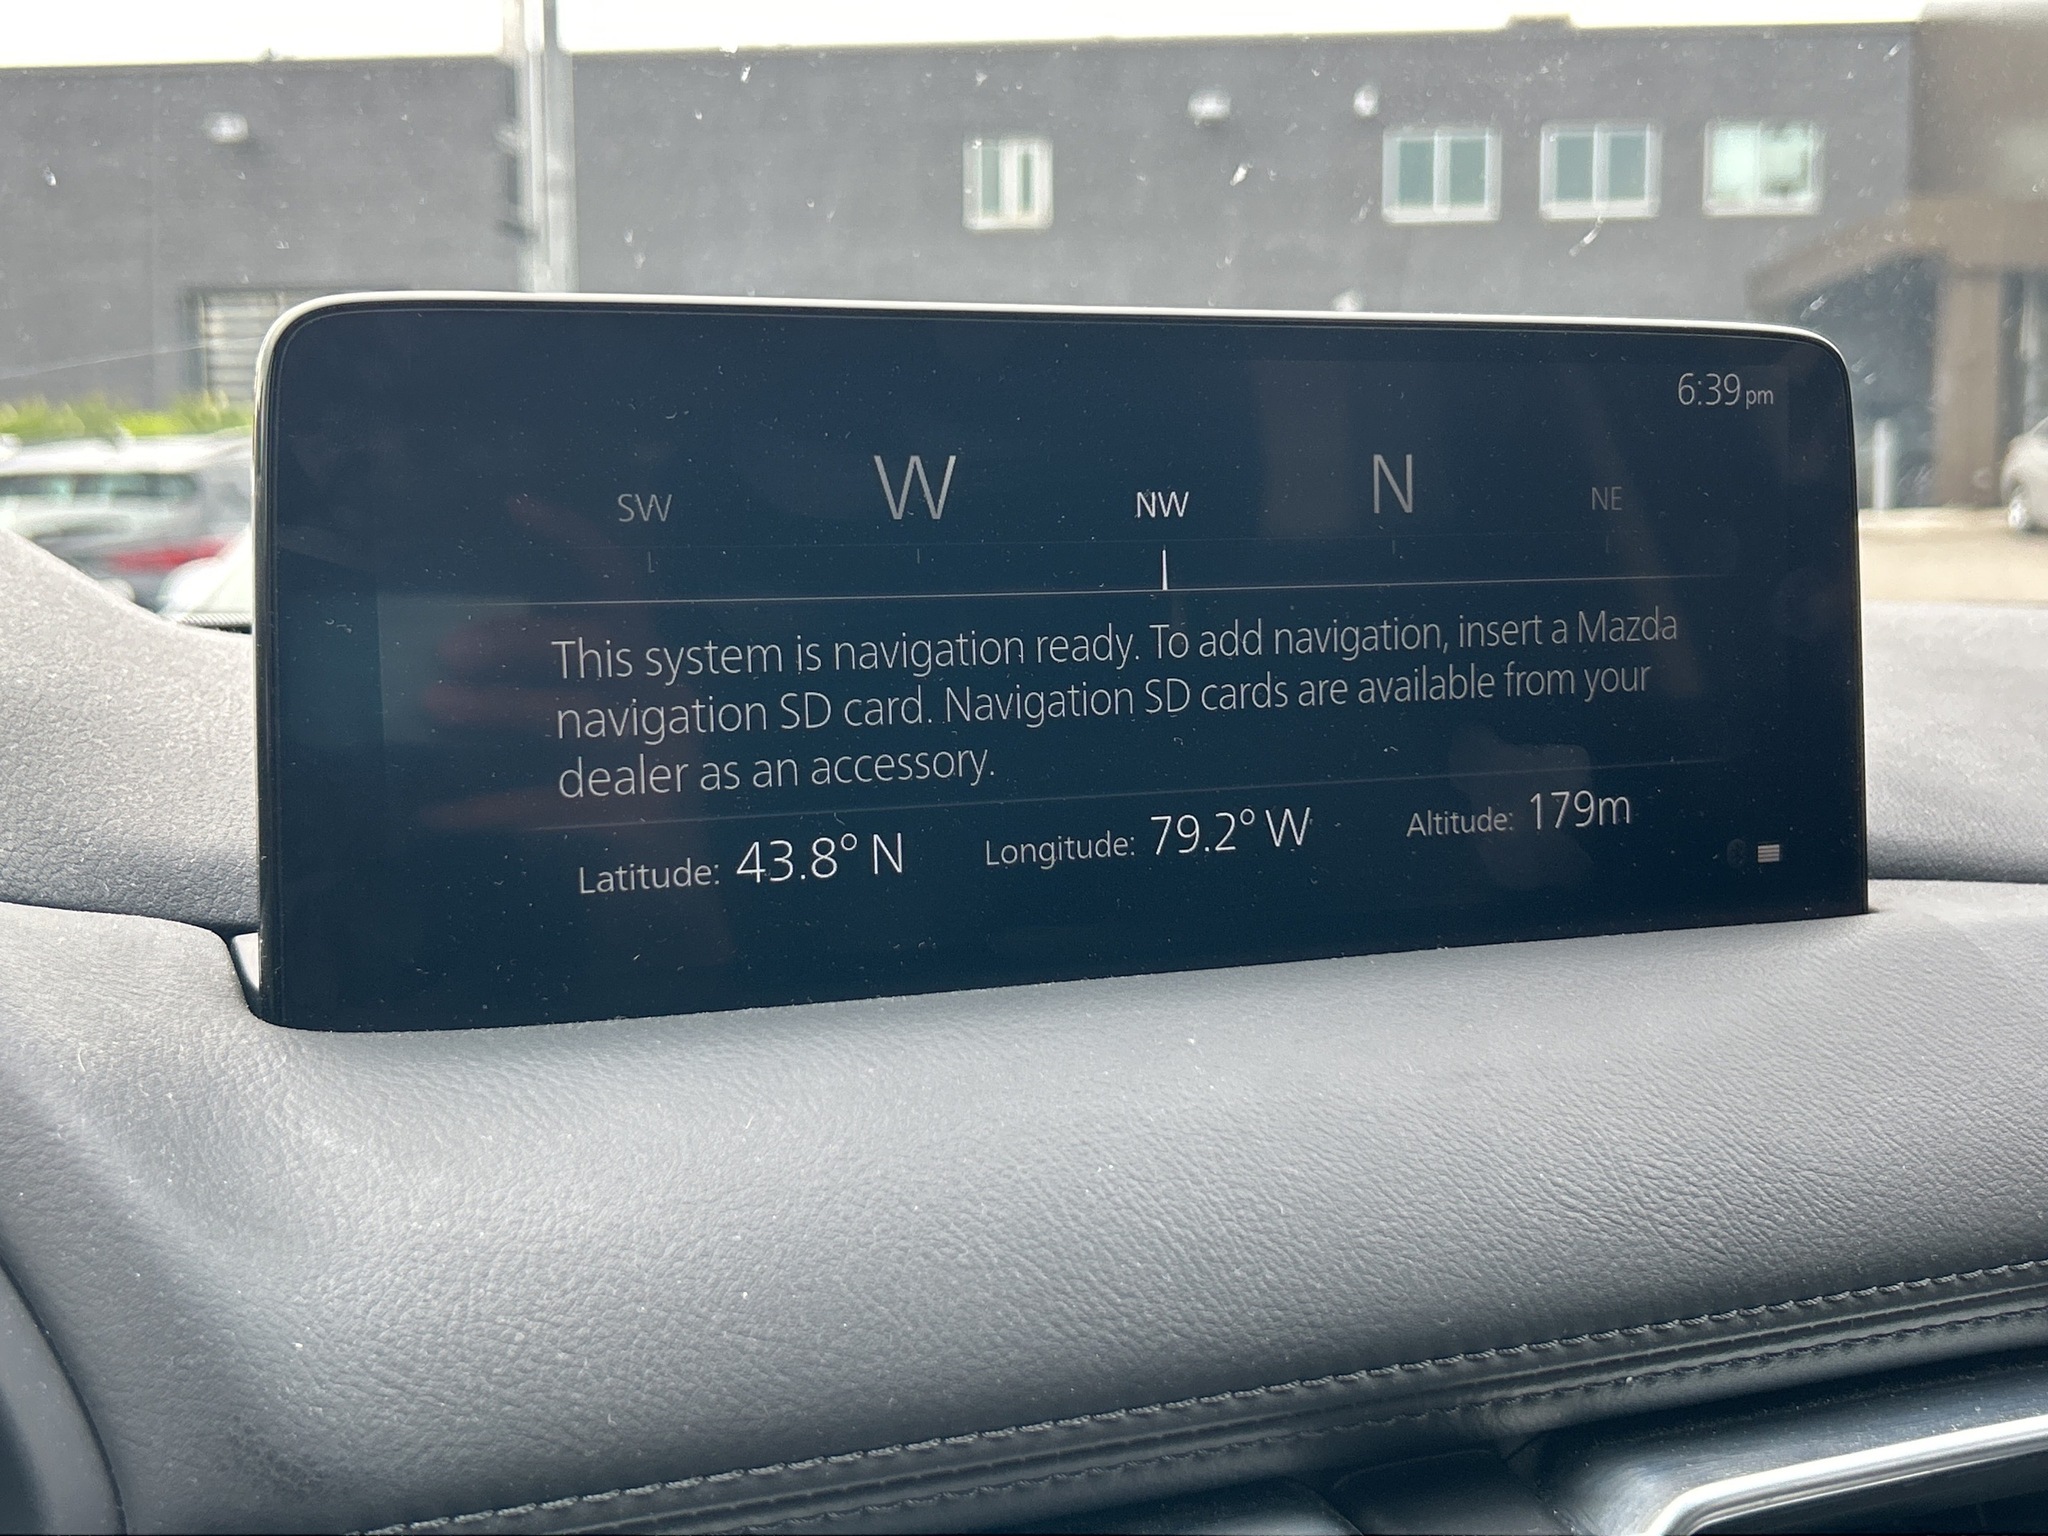 6:39 pm
SW W NW N NE
This system is navigation ready. To add navigation, insert a Mazda
navigation SD card. Navigation SD cards are available from your
dealer as an accessory.
Latitude: 43.8° N Longitude: 79.2° W Altitude: 179m